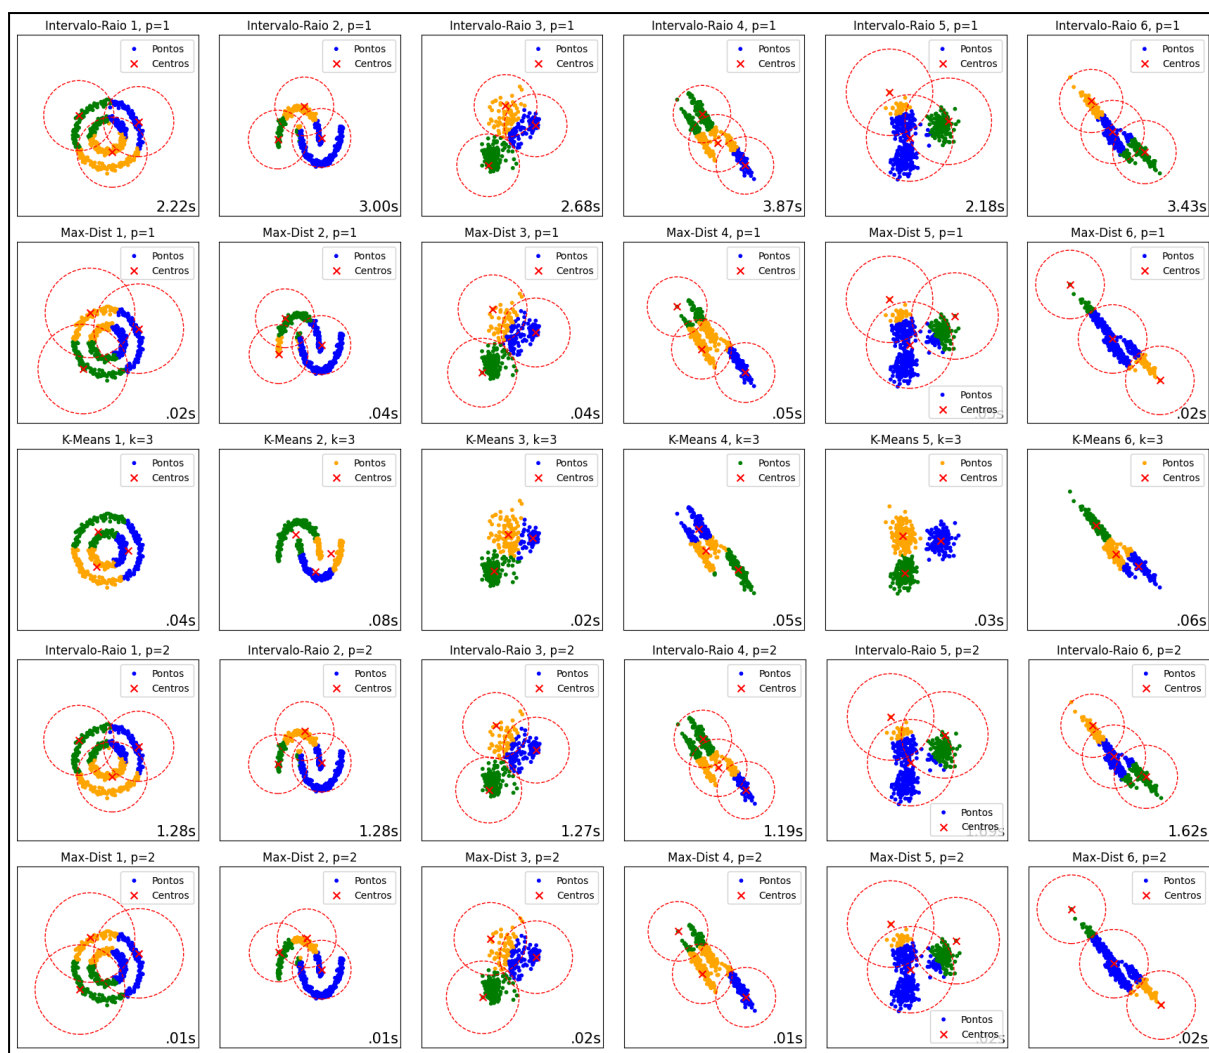 Intervalo-Raio 1, p=1
Pontos
Centros
2.22s
Intervalo-Raio 2, p=1
Pontos
Centros
3.00s
Intervalo-Raio 3, p=1
Pontos
Centros
2.68s
Intervalo-Raio 4, p=1
Pontos
Centros
3.87s
Intervalo-Raio 5, p=1
Pontos
Centros
2.18s
Intervalo-Raio 6, p=1
Pontos
Centros
3.43s
Max-Dist 1, p=1
Pontos
Centros
.02s
Max-Dist 2, p=1
Pontos
Centros
.04s
Max-Dist 3, p=1
Pontos
Centros
.04s
Max-Dist 4, p=1
Pontos
Centros
.05s
Max-Dist 5, p=1
Pontos
Centros
Max-Dist 6, p=1
Pontos
Centros
.02s
K-Means 1, k=3
Pontos
Centros
.04s
K-Means 2, k=3
Pontos
Centros
.08s
K-Means 3, k=3
Pontos
Centros
.02s
K-Means 4, k=3
Pontos
Centros
.05s
K-Means 5, k=3
Pontos
Centros
.03s
K-Means 6, k=3
Pontos
Centros
.06s
Intervalo-Raio 1, p=2
Pontos
Centros
1.28s
Intervalo-Raio 2, p=2
Pontos
Centros
1.28s
Intervalo-Raio 3, p=2
Pontos
Centros
1.27s
Intervalo-Raio 4, p=2
Pontos
Centros
1.19s
Intervalo-Raio 5, p=2
Pontos
Centros
Intervalo-Raio 6, p=2
Pontos
Centros
1.62s
Max-Dist 1, p=2
Pontos
Centros
.01s
Max-Dist 2, p=2
Pontos
Centros
.01s
Max-Dist 3, p=2
Pontos
Centros
.02s
Max-Dist 4, p=2
Pontos
Centros
.01s
Max-Dist 5, p=2
Pontos
Centros
Max-Dist 6, p=2
Pontos
Centros
.02s